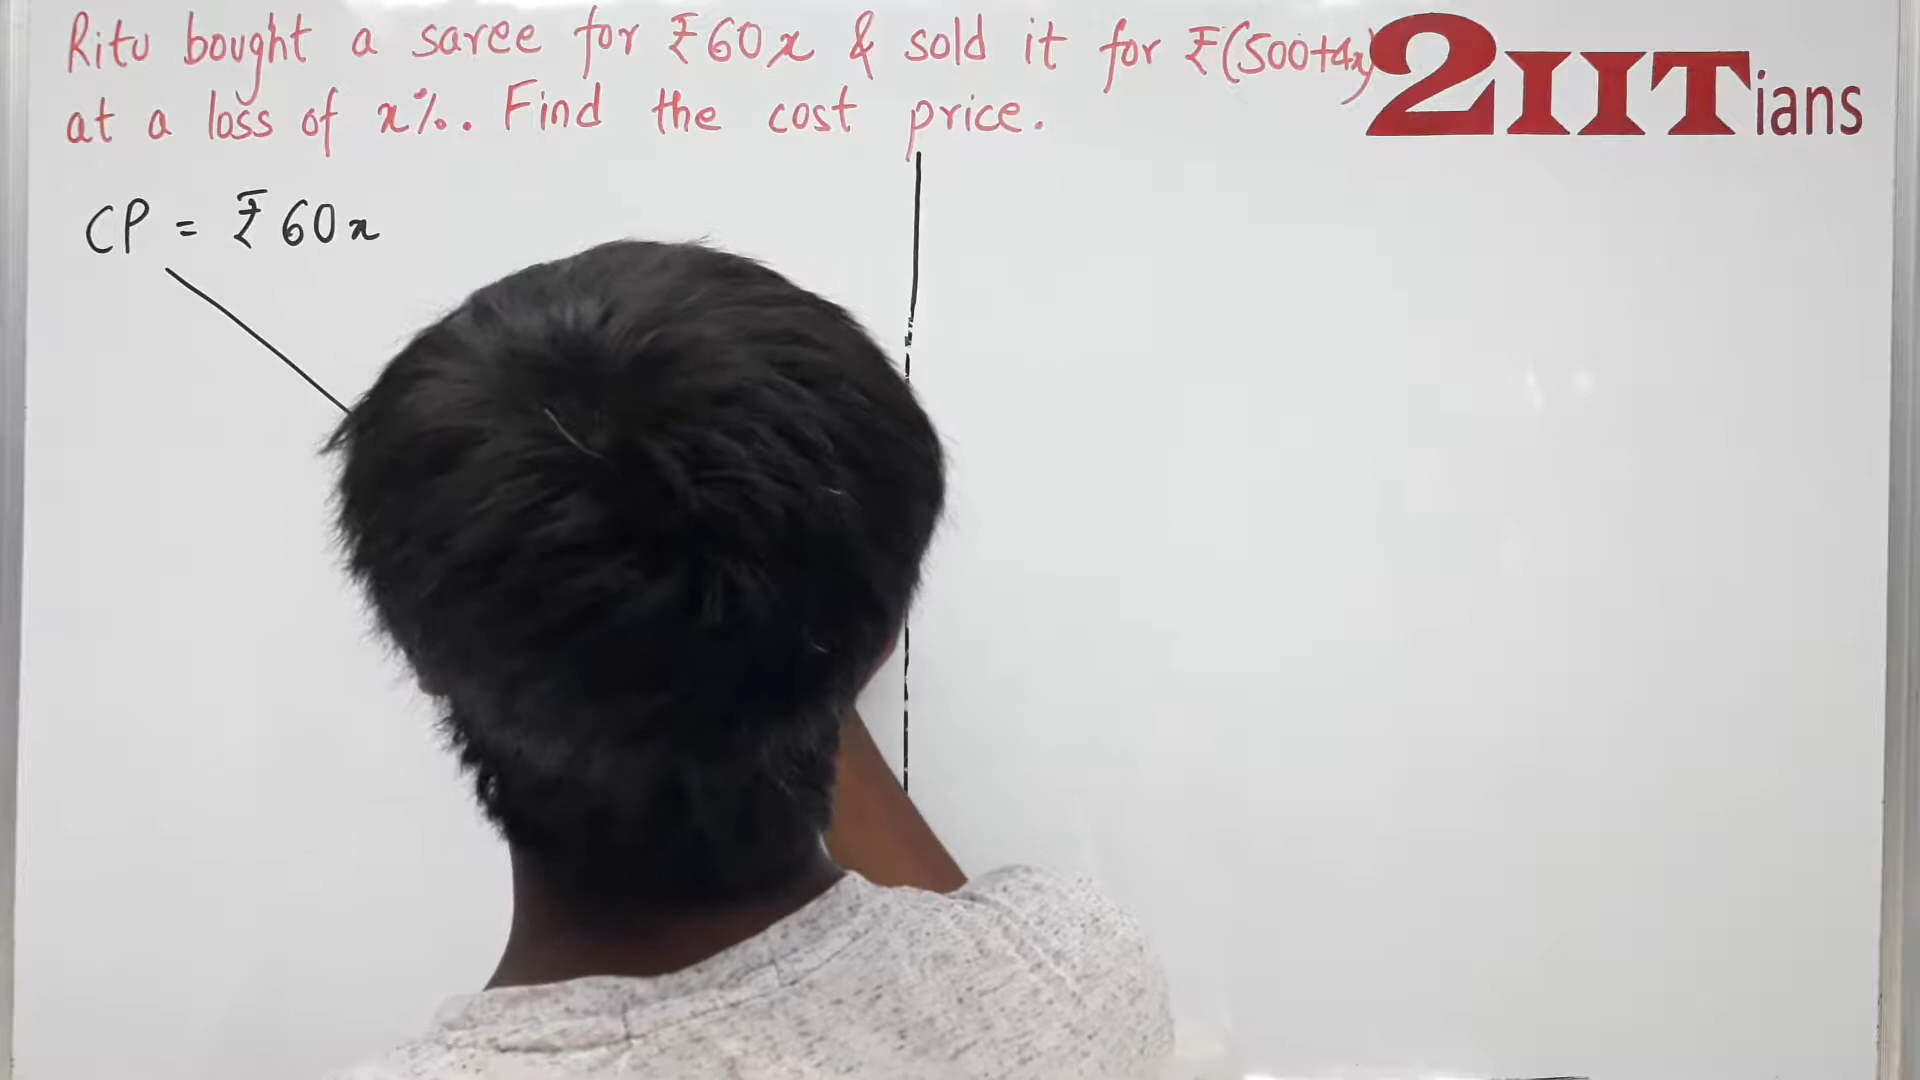 Ritu bought a saree for ₹60x & sold it for ₹(500+4x)
at a loss of x%. Find the cost price.
2IITians
CP = ₹60x